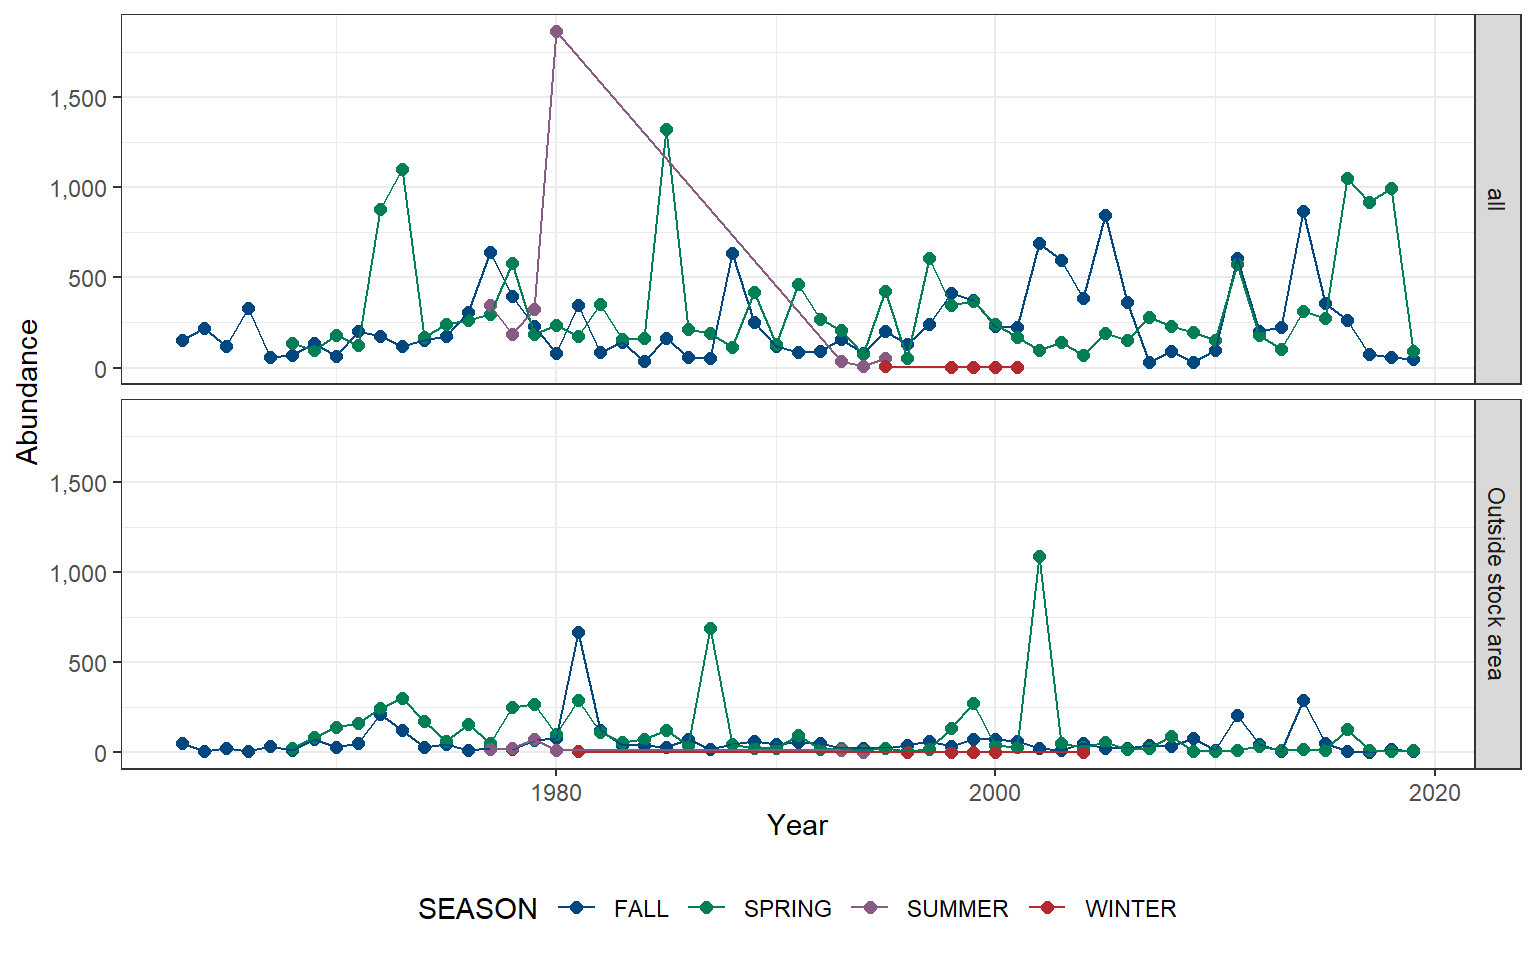 1,500
1,000
500
0
all
1,500
1,000
500
0
Outside stock area
Abundance
1980
2000
2020
Year
SEASON FALL SPRING SUMMER WINTER